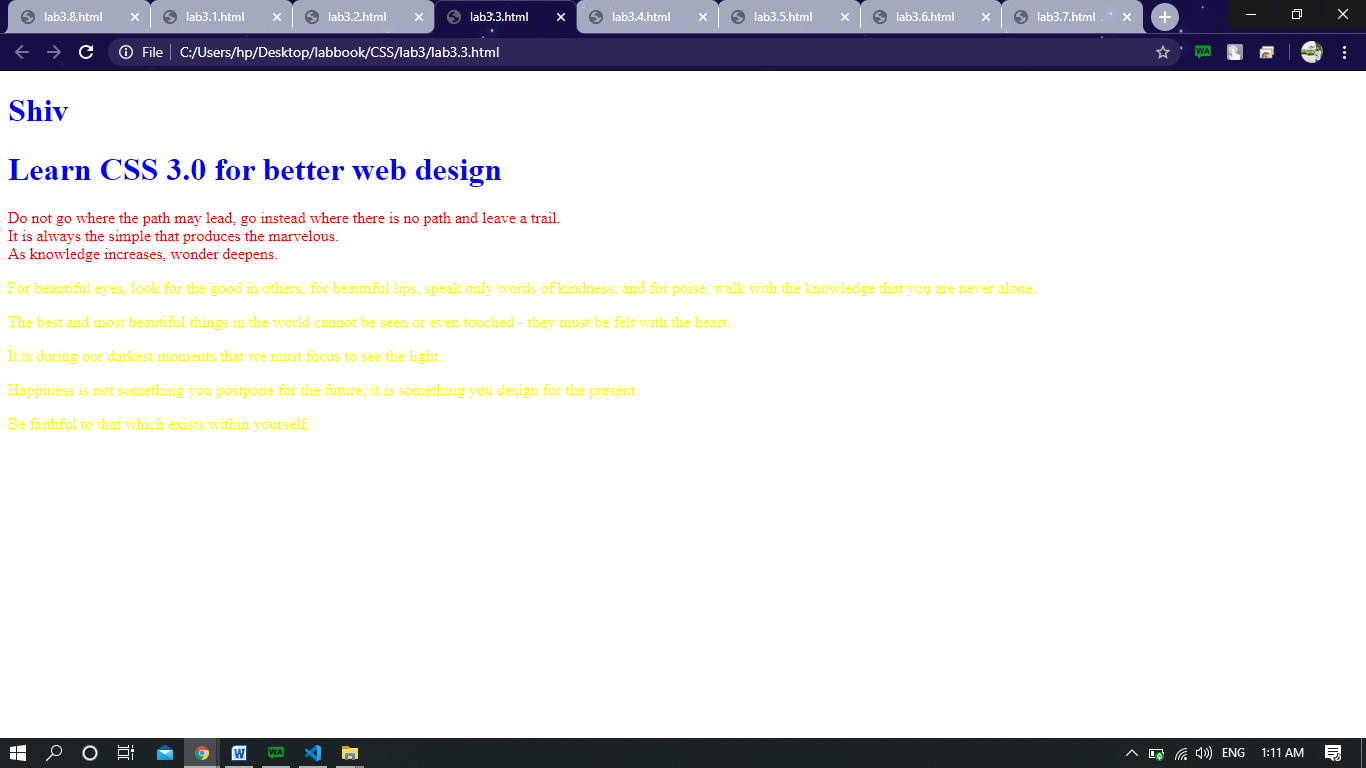 lab3.8.html
lab3.1.html
lab3.2.html
lab3.3.html
lab3.4.html
lab3.5.html
lab3.6.html
lab3.7.html
File
C:/Users/hp/Desktop/labbook/CSS/lab3/lab3.3.html
WA
Shiv
Learn CSS 3.0 for better web design
Do not go where the path may lead, go instead where there is no path and leave a trail.
It is always the simple that produces the marvelous.
As knowledge increases, wonder deepens.
For beautiful eyes, look for the good in others; for beautiful lips, speak only words of kindness; and for poise, walk with the knowledge that you are never alone.
The best and most beautiful things in the world cannot be seen or even touched - they must be felt with the heart.
It is during our darkest moments that we must focus to see the light.
Happiness is not something you postpone for the future; it is something you design for the present.
Be faithful to that which exists within yourself.
W
WA
ENG
1:11 AM